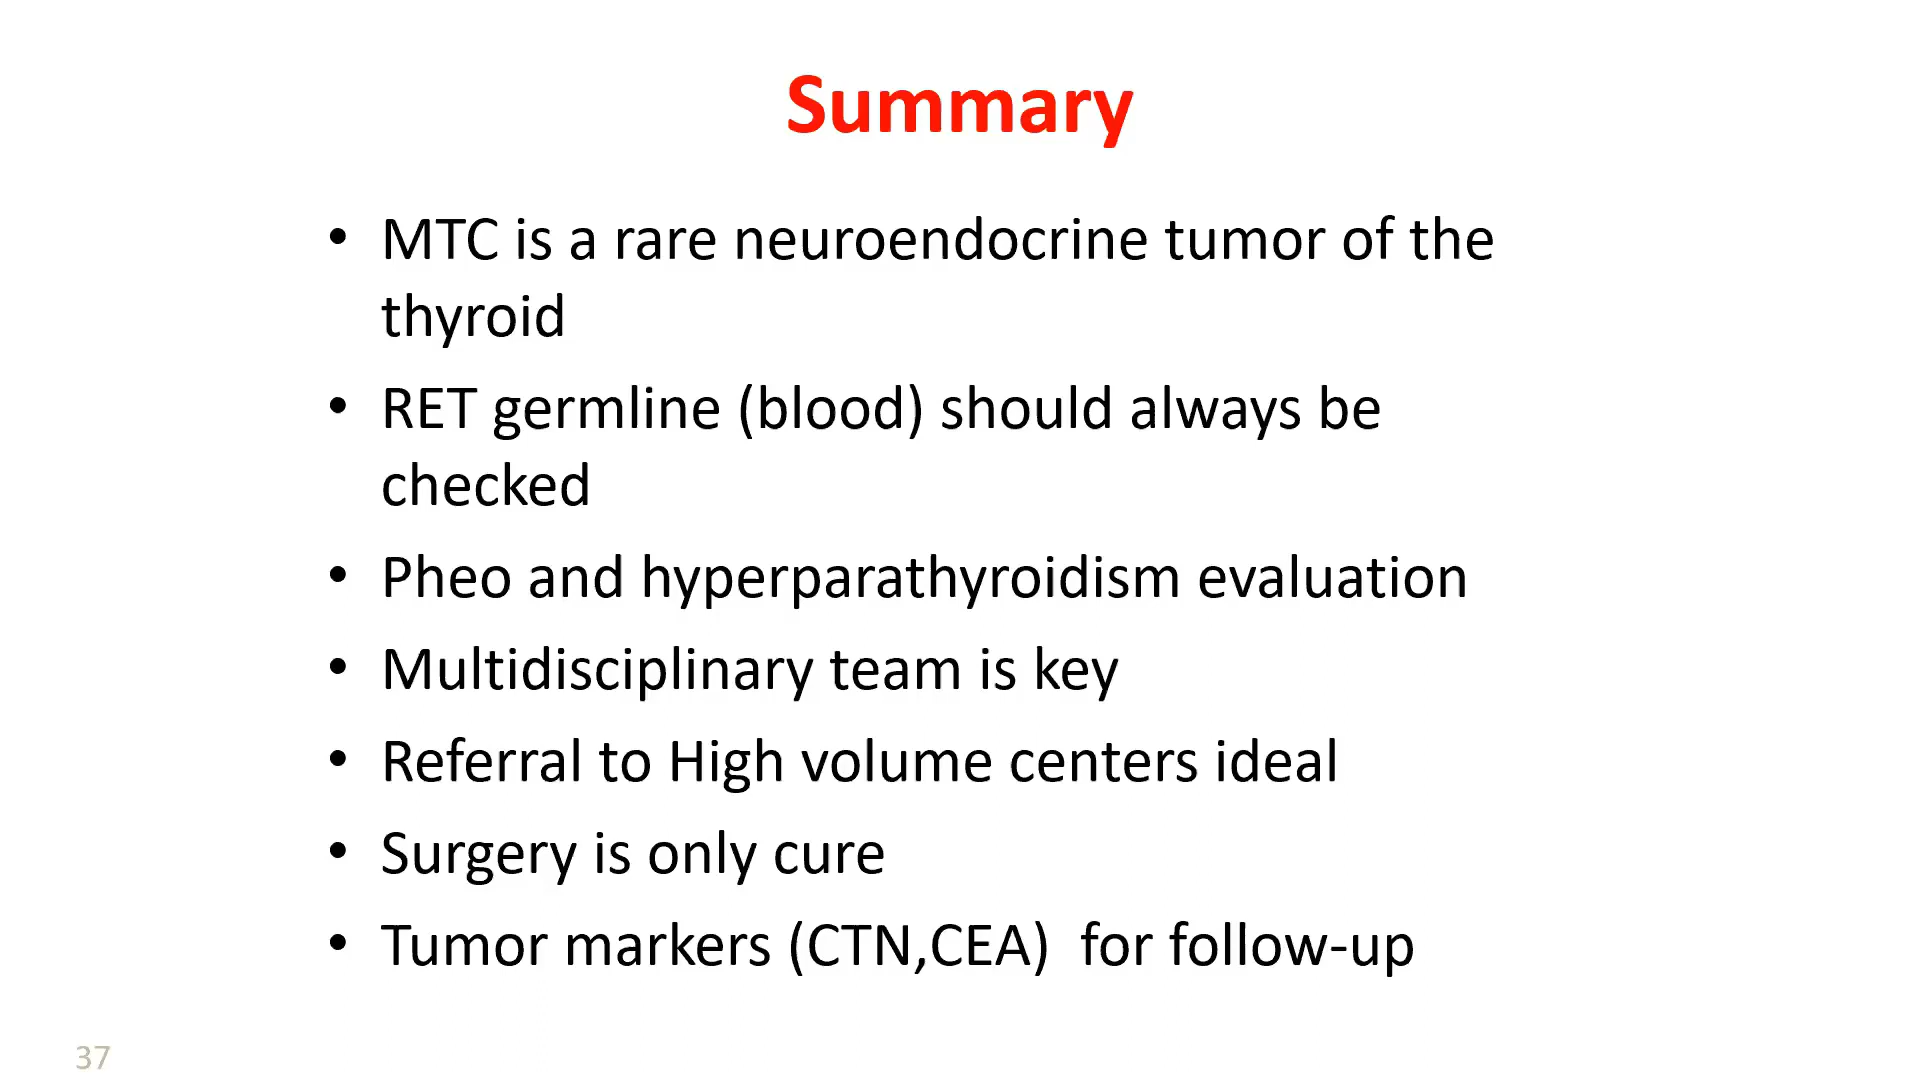 Summary
• MTC is a rare neuroendocrine tumor of the
thyroid
• RET germline (blood) should always be
checked
• Pheo and hyperparathyroidism evaluation
• Multidisciplinary team is key
• Referral to High volume centers ideal
• Surgery is only cure
• Tumor markers (CTN,CEA)  for follow-up
37